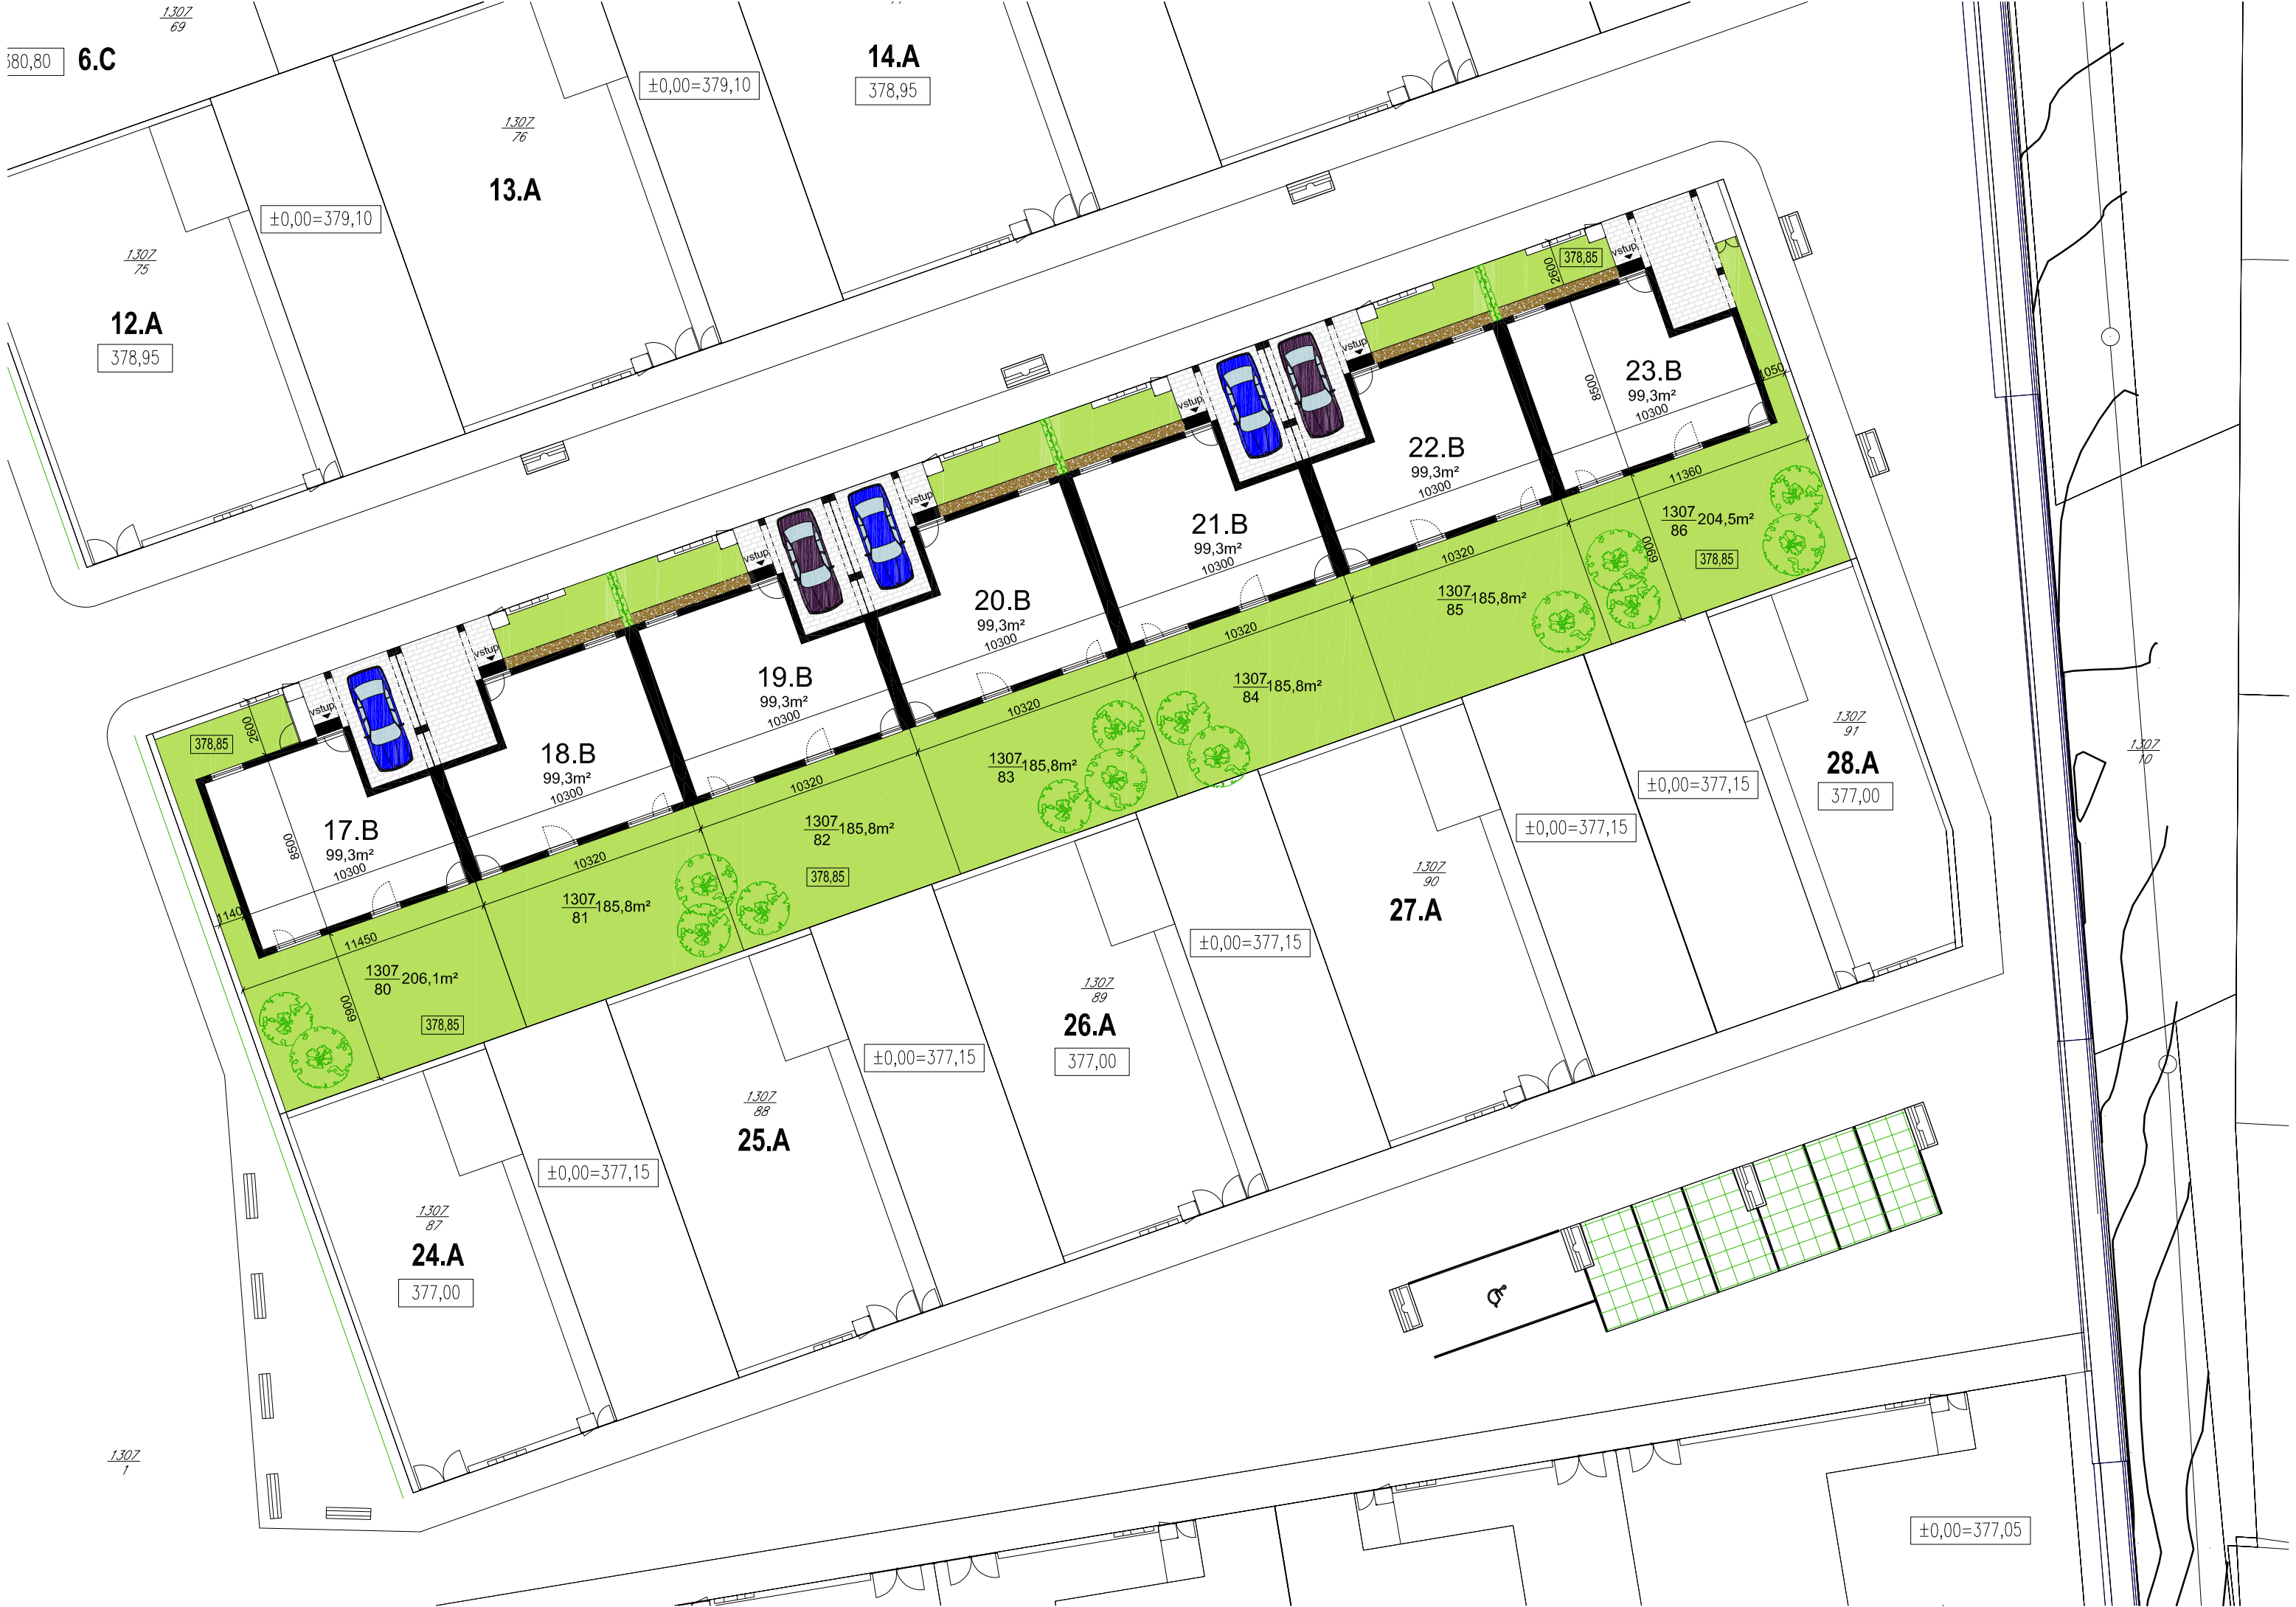 1307
69
380,80 6.C
±0,00=379,10
14.A
378,95
1307
76
13.A
±0,00=379,10
1307
75
12.A
378,95
vstup
378,85
2600
23.B
99,3m²
10300
8500
1050
vstup
22.B
99,3m²
10300
11360
1307
86
204,5m²
378,85
6900
vstup
21.B
99,3m²
10300
10320
1307
85
185,8m²
vstup
20.B
99,3m²
10300
10320
1307
84
185,8m²
vstup
19.B
99,3m²
10300
10320
1307
83
185,8m²
vstup
18.B
99,3m²
10300
10320
1307
82
185,8m²
378,85
vstup
378,85
2600
17.B
99,3m²
10300
8500
1140
10320
1307
81
185,8m²
11450
1307
80
206,1m²
6900
378,85
1307
91
28.A
377,00
±0,00=377,15
1307
10
±0,00=377,15
1307
90
27.A
±0,00=377,15
1307
89
26.A
377,00
±0,00=377,15
1307
88
25.A
±0,00=377,15
1307
87
24.A
377,00
1307
1
±0,00=377,05